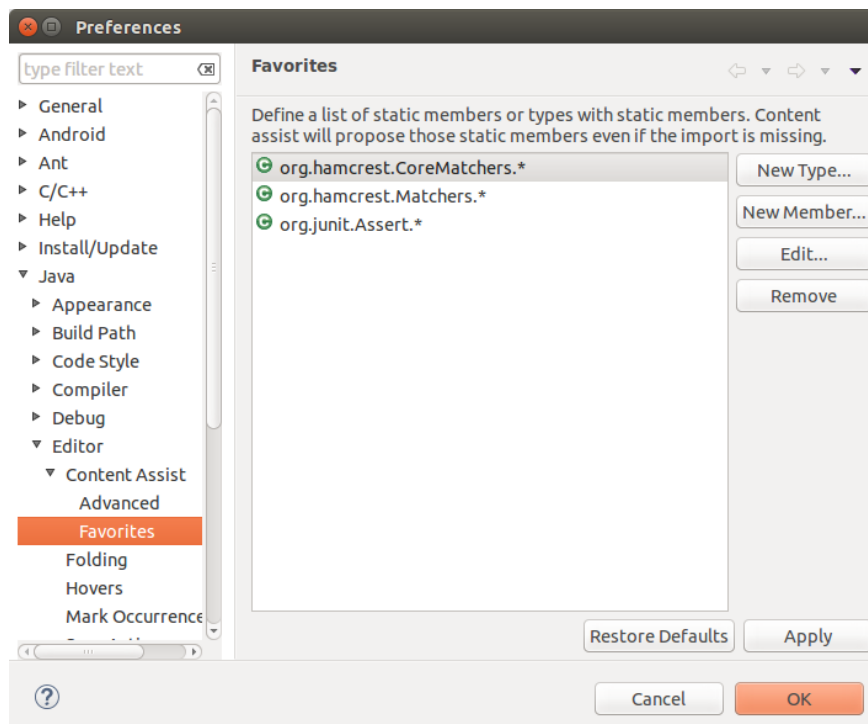 Preferences
type filter text
General
Android
Ant
C/C++
Help
Install/Update
Java
Appearance
Build Path
Code Style
Compiler
Debug
Editor
Content Assist
Advanced
Favorites
Folding
Hovers
Mark Occurrence
Favorites
Define a list of static members or types with static members. Content
assist will propose those static members even if the import is missing.
org.hamcrest.CoreMatchers.*
org.hamcrest.Matchers.*
org.junit.Assert.*
New Type...
New Member...
Edit...
Remove
Restore Defaults
Apply
Cancel
OK